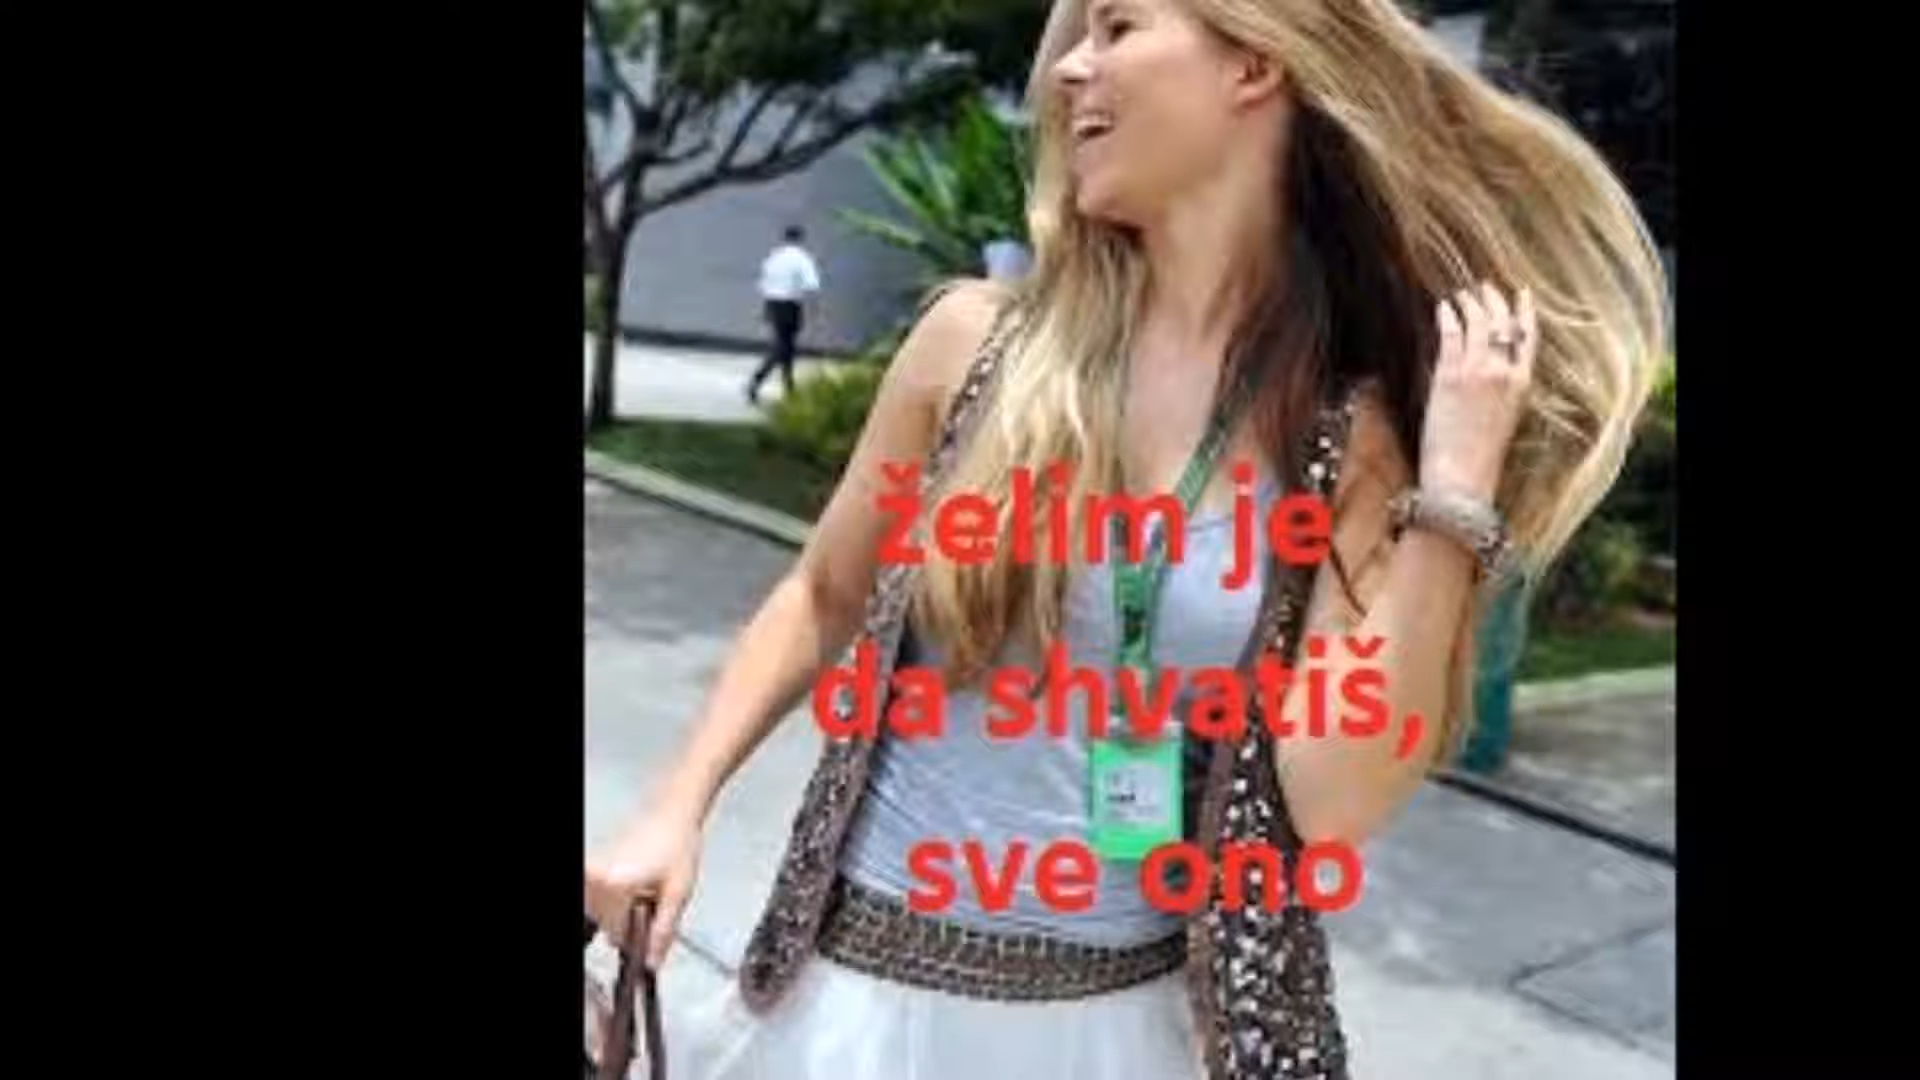 želim je
da shvatiš,
sve ono